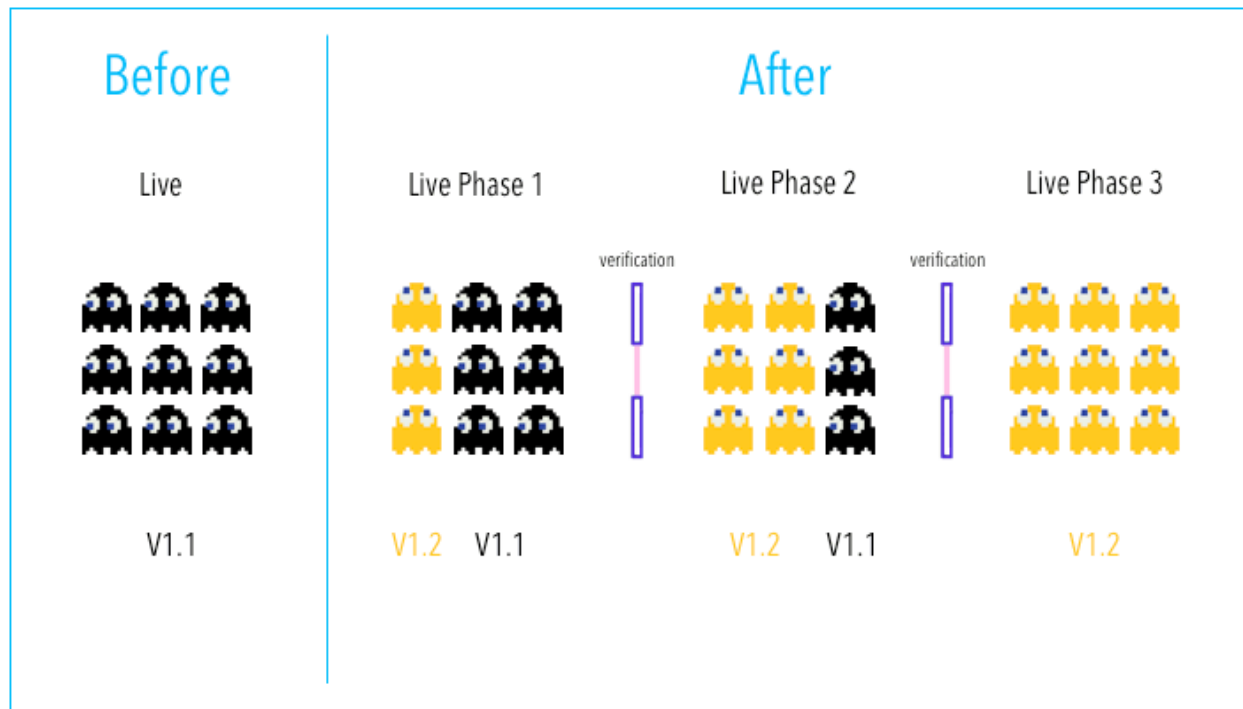 Before
After
Live
Live Phase 1
Live Phase 2
Live Phase 3
verification
verification
V1.1
V1.2
V1.1
V1.2
V1.1
V1.2